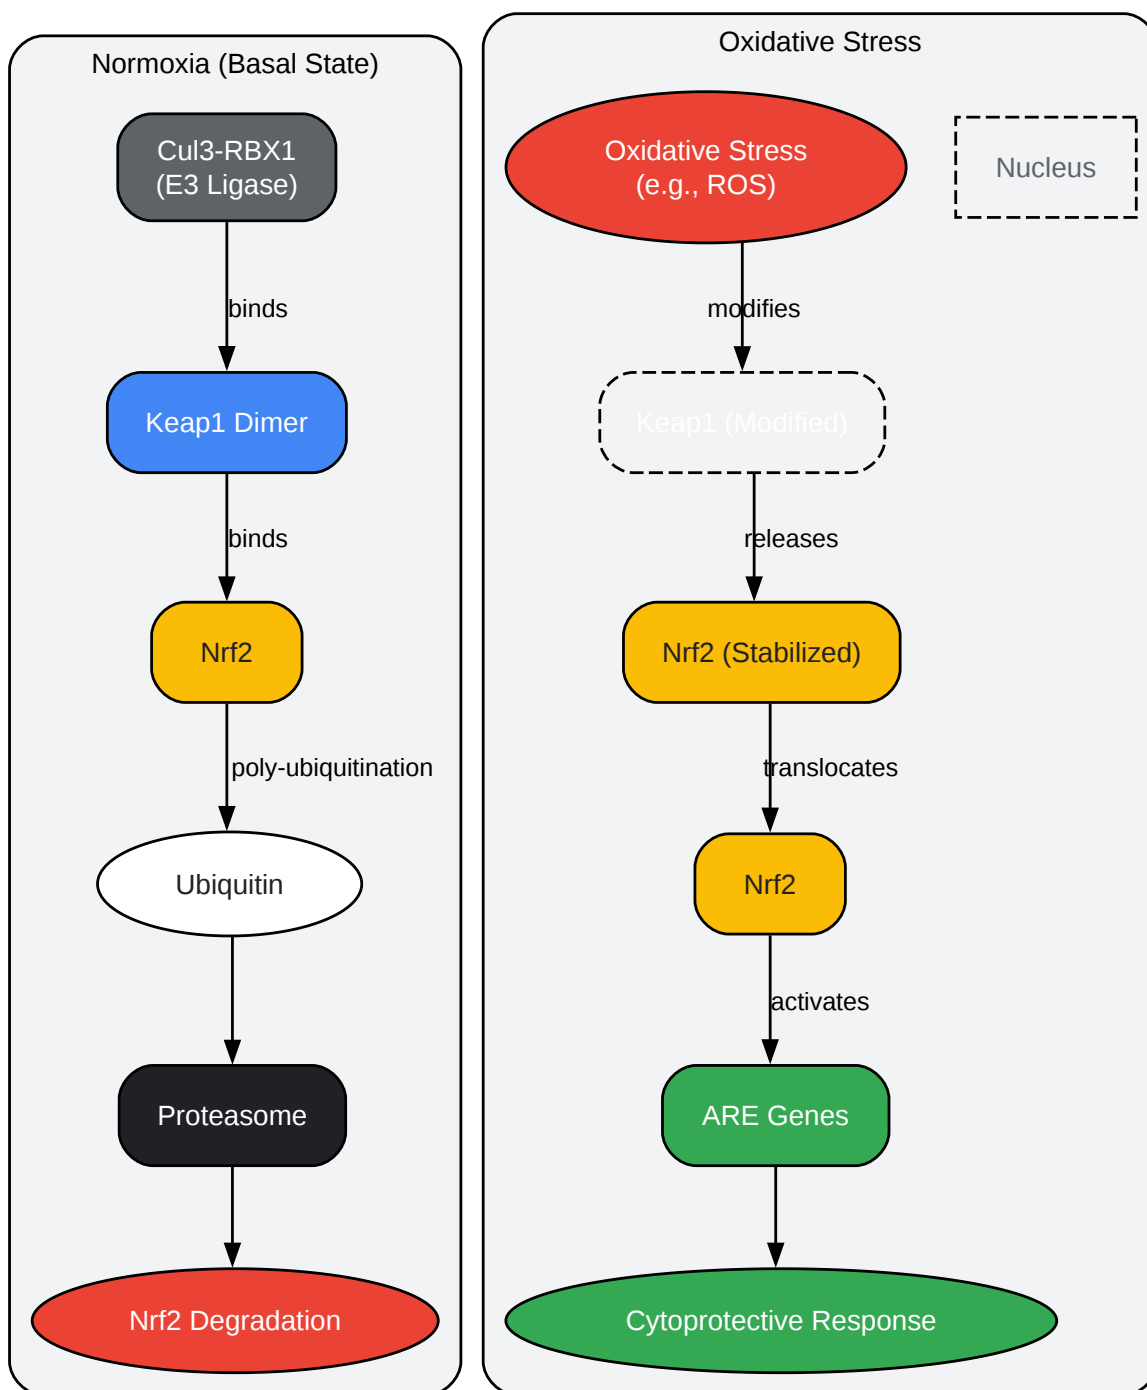 Normoxia (Basal State)
Cul3-RBX1
(E3 Ligase)
binds
Keap1 Dimer
binds
Nrf2
poly-ubiquitination
Ubiquitin
Proteasome
Nrf2 Degradation
Oxidative Stress
Oxidative Stress
(e.g., ROS)
Nucleus
modifies
Keap1 (Modified)
releases
Nrf2 (Stabilized)
translocates
Nrf2
activates
ARE Genes
Cytoprotective Response